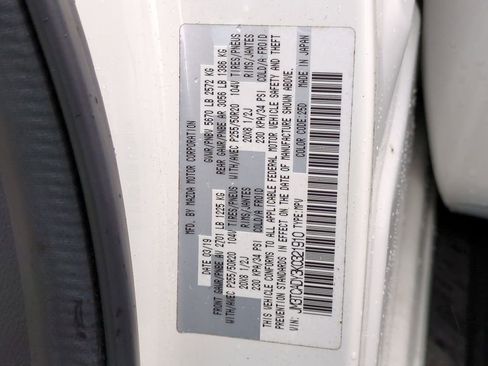 MFD. BY MAZDA MOTOR CORPORATION
DATE 03/19 GVWR/PNBV 5670 LB 2572 KG
FRONT GAWR/PNBE AV 2701 LB 1225 KG REAR GAWR/PNBE AR 3056 LB 1386 KG
WITH/AVEC P255/50R20 104V TIRES/PNEUS WITH/AVEC P255/50R20 104V TIRES/PNEUS
20X8 1/2J RIMS/JANTES 20X8 1/2J RIMS/JANTES
230 KPA/34 PSI COLD/A FROID 230 KPA/34 PSI COLD/A FROID
THIS VEHICLE CONFORMS TO ALL APPLICABLE FEDERAL MOTOR VEHICLE SAFETY AND THEFT
STANDARDS IN EFFECT ON THE DATE OF MANUFACTURE SHOWN ABOVE.
VIN: JM3TCADY3K0321910 TYPE: MPV COLOR CODE: 25D MADE IN JAPAN